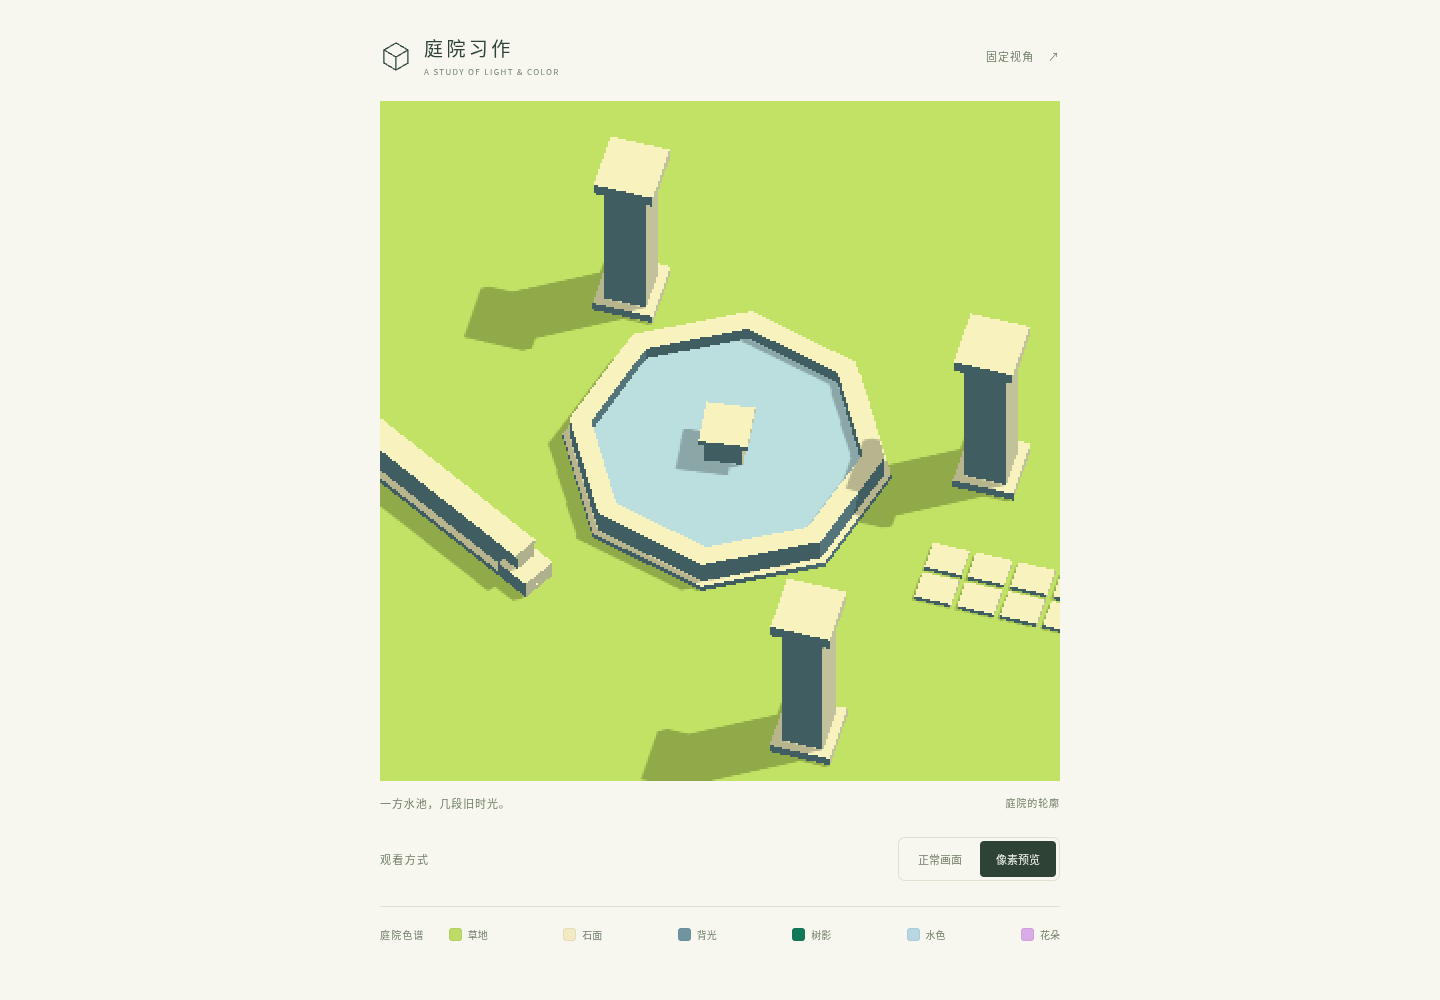 庭院习作
A STUDY OF LIGHT & COLOR
固定视角 ↗
一方水池，几段旧时光。
庭院的轮廓
观看方式
正常画面
像素预览
庭院色谱
草地
石面
背光
树影
水色
花朵